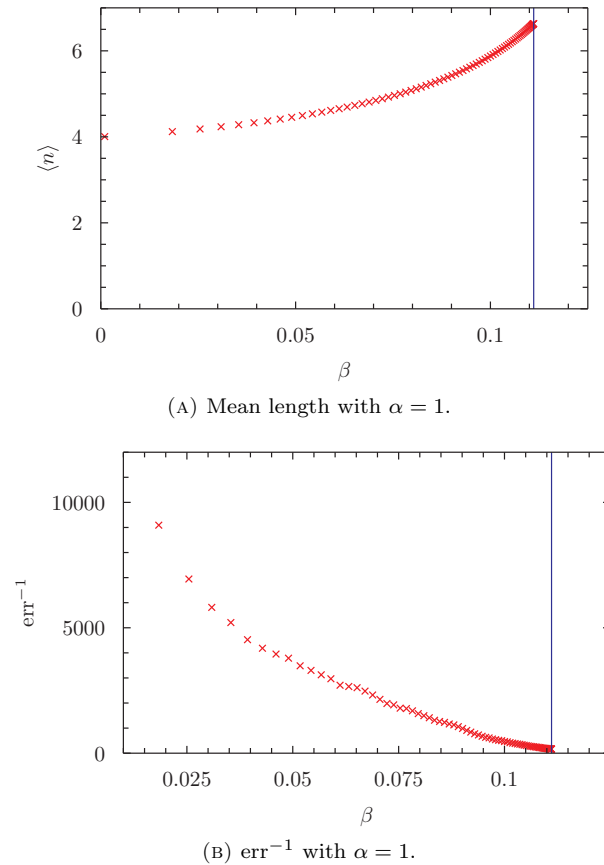 6
4
2
0
⟨n⟩
0
0.05
0.1
β
(A) Mean length with α = 1.
10000
5000
0
err⁻¹
0.025
0.05
0.075
0.1
β
(B) err⁻¹ with α = 1.